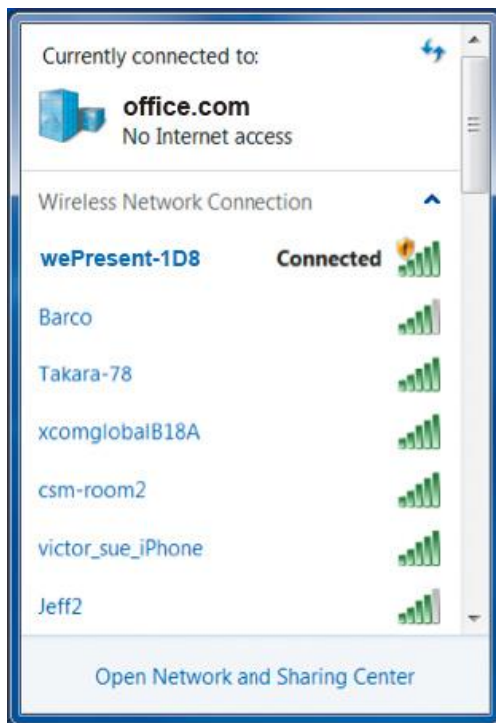 Currently connected to:
office.com
No Internet access
Wireless Network Connection
wePresent-1D8 Connected
Barco
Takara-78
xcomglobalB18A
csm-room2
victor_sue_iPhone
Jeff2
Open Network and Sharing Center